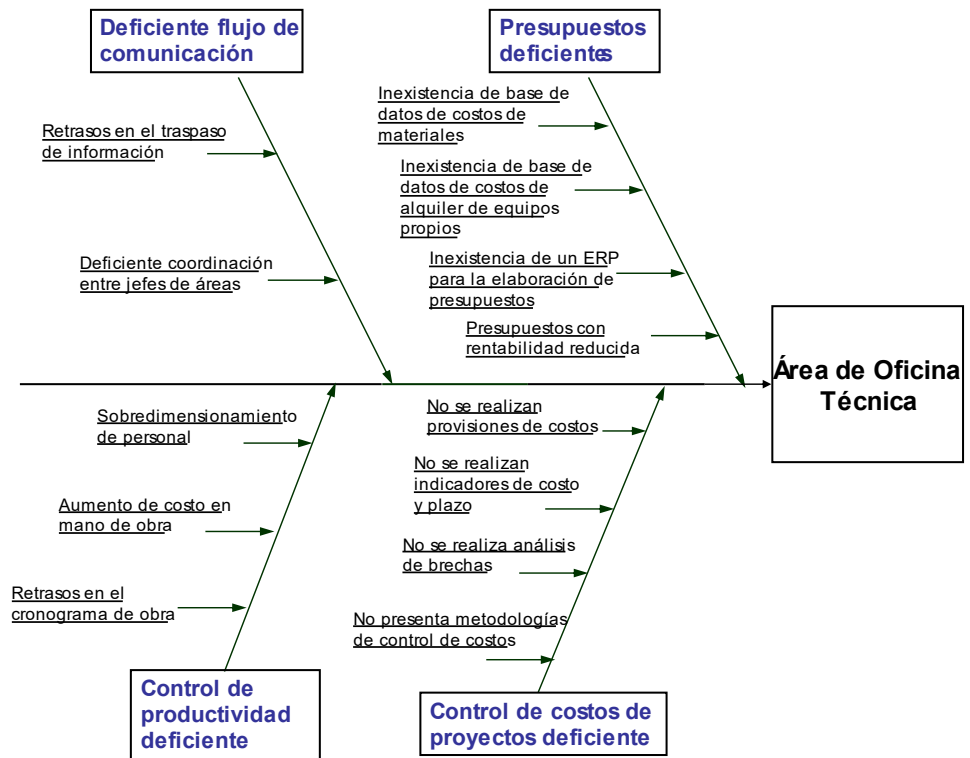 Deficiente flujo de
comunicación
Presupuestos
deficientes
Retrasos en el traspaso
de información
Deficiente coordinación
entre jefes de áreas
Inexistencia de base de
datos de costos de
materiales
Inexistencia de base de
datos de costos de
alquiler de equipos
propios
Inexistencia de un ERP
para la elaboración de
presupuestos
Presupuestos con
rentabilidad reducida
Área de Oficina
Técnica
Sobredimensionamiento
de personal
Aumento de costo en
mano de obra
Retrasos en el
cronograma de obra
No se realizan
provisiones de costos
No se realizan
indicadores de costo
y plazo
No se realiza análisis
de brechas
No presenta metodologías
de control de costos
Control de
productividad
deficiente
Control de costos de
proyectos deficiente